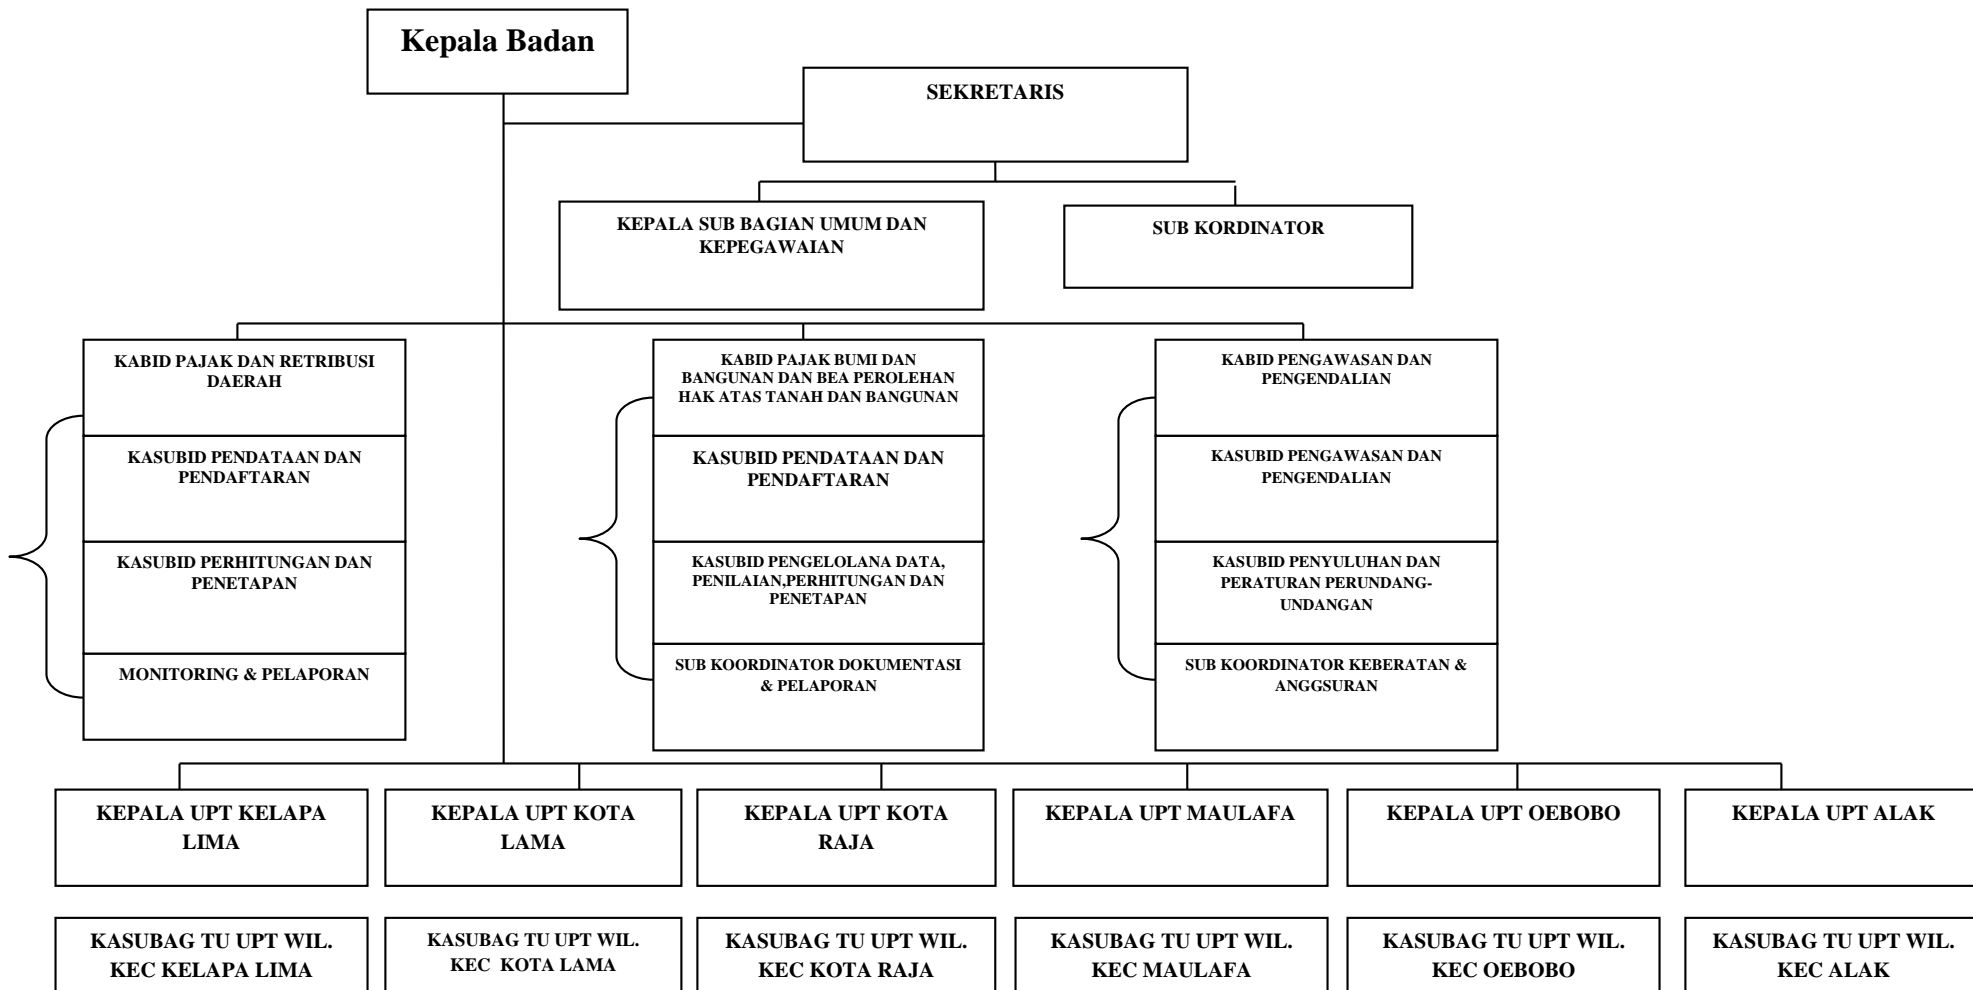 Kepala Badan
SEKRETARIS
KEPALA SUB BAGIAN UMUM DAN
KEPEGAWAIAN
SUB KORDINATOR
KABID PAJAK DAN RETRIBUSI
DAERAH
KASUBID PENDATAAN DAN
PENDAFTARAN
KASUBID PERHITUNGAN DAN
PENETAPAN
MONITORING & PELAPORAN
KABID PAJAK BUMI DAN
BANGUNAN DAN BEA PEROLEHAN
HAK ATAS TANAH DAN BANGUNAN
KASUBID PENDATAAN DAN
PENDAFTARAN
KASUBID PENGELOLANA DATA,
PENILAIAN,PERHITUNGAN DAN
PENETAPAN
SUB KOORDINATOR DOKUMENTASI
& PELAPORAN
KABID PENGAWASAN DAN
PENGENDALIAN
KASUBID PENGAWASAN DAN
PENGENDALIAN
KASUBID PENYULUHAN DAN
PERATURAN PERUNDANG-
UNDANGAN
SUB KOORDINATOR KEBERATAN &
ANGGSURAN
KEPALA UPT KELAPA
LIMA
KEPALA UPT KOTA
LAMA
KEPALA UPT KOTA
RAJA
KEPALA UPT MAULAFA
KEPALA UPT OEBOBO
KEPALA UPT ALAK
KASUBAG TU UPT WIL.
KEC KELAPA LIMA
KASUBAG TU UPT WIL.
KEC KOTA LAMA
KASUBAG TU UPT WIL.
KEC KOTA RAJA
KASUBAG TU UPT WIL.
KEC MAULAFA
KASUBAG TU UPT WIL.
KEC OEBOBO
KASUBAG TU UPT WIL.
KEC ALAK